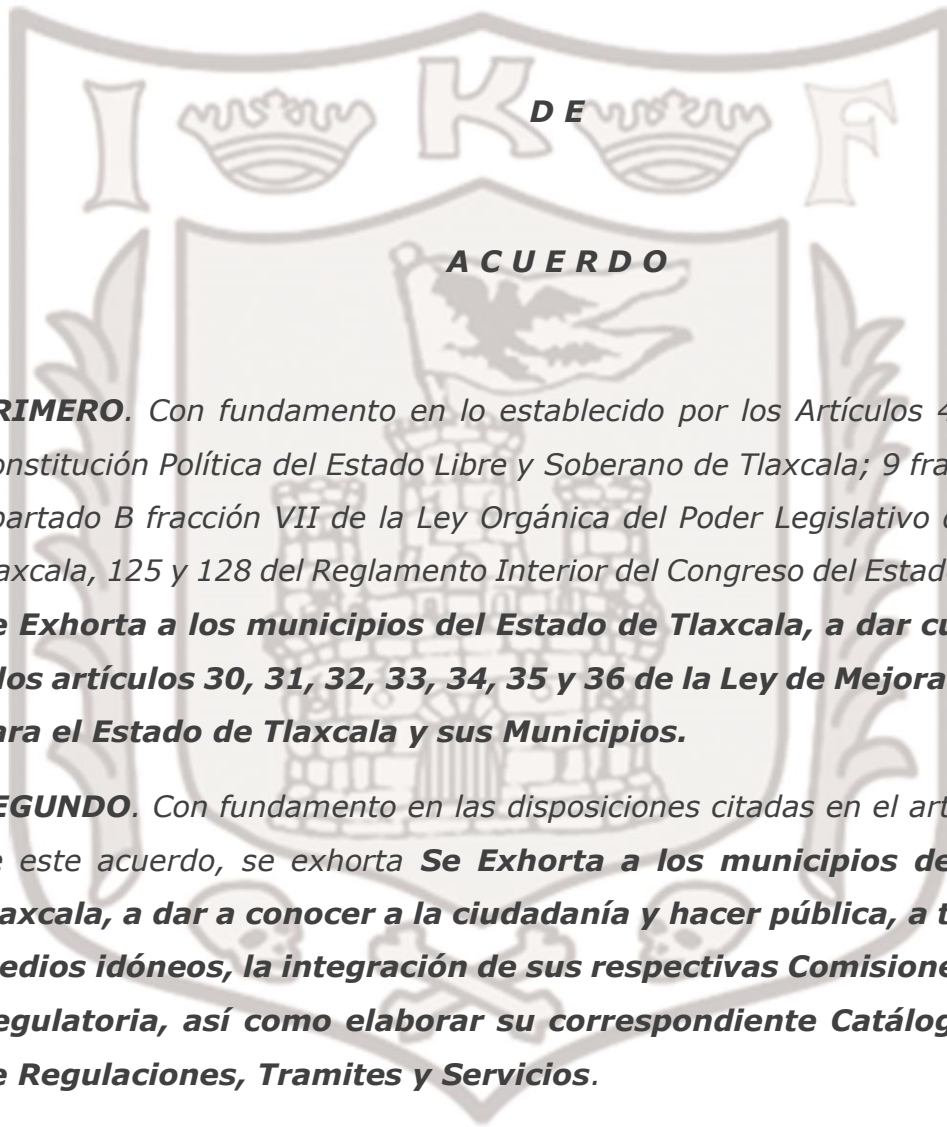 I K F
D E
A C U E R D O
RIMERO. Con fundamento en lo establecido por los Artículos 4
onstitución Política del Estado Libre y Soberano de Tlaxcala; 9 fra
partado B fracción VII de la Ley Orgánica del Poder Legislativo
axcala, 125 y 128 del Reglamento Interior del Congreso del Estad
e Exhorta a los municipios del Estado de Tlaxcala, a dar cu
los artículos 30, 31, 32, 33, 34, 35 y 36 de la Ley de Mejora
ara el Estado de Tlaxcala y sus Municipios.
EGUNDO. Con fundamento en las disposiciones citadas en el art
e este acuerdo, se exhorta Se Exhorta a los municipios de
axcala, a dar a conocer a la ciudadanía y hacer pública, a t
edios idóneos, la integración de sus respectivas Comisione
egulatoria, así como elaborar su correspondiente Catálog
e Regulaciones, Tramites y Servicios.